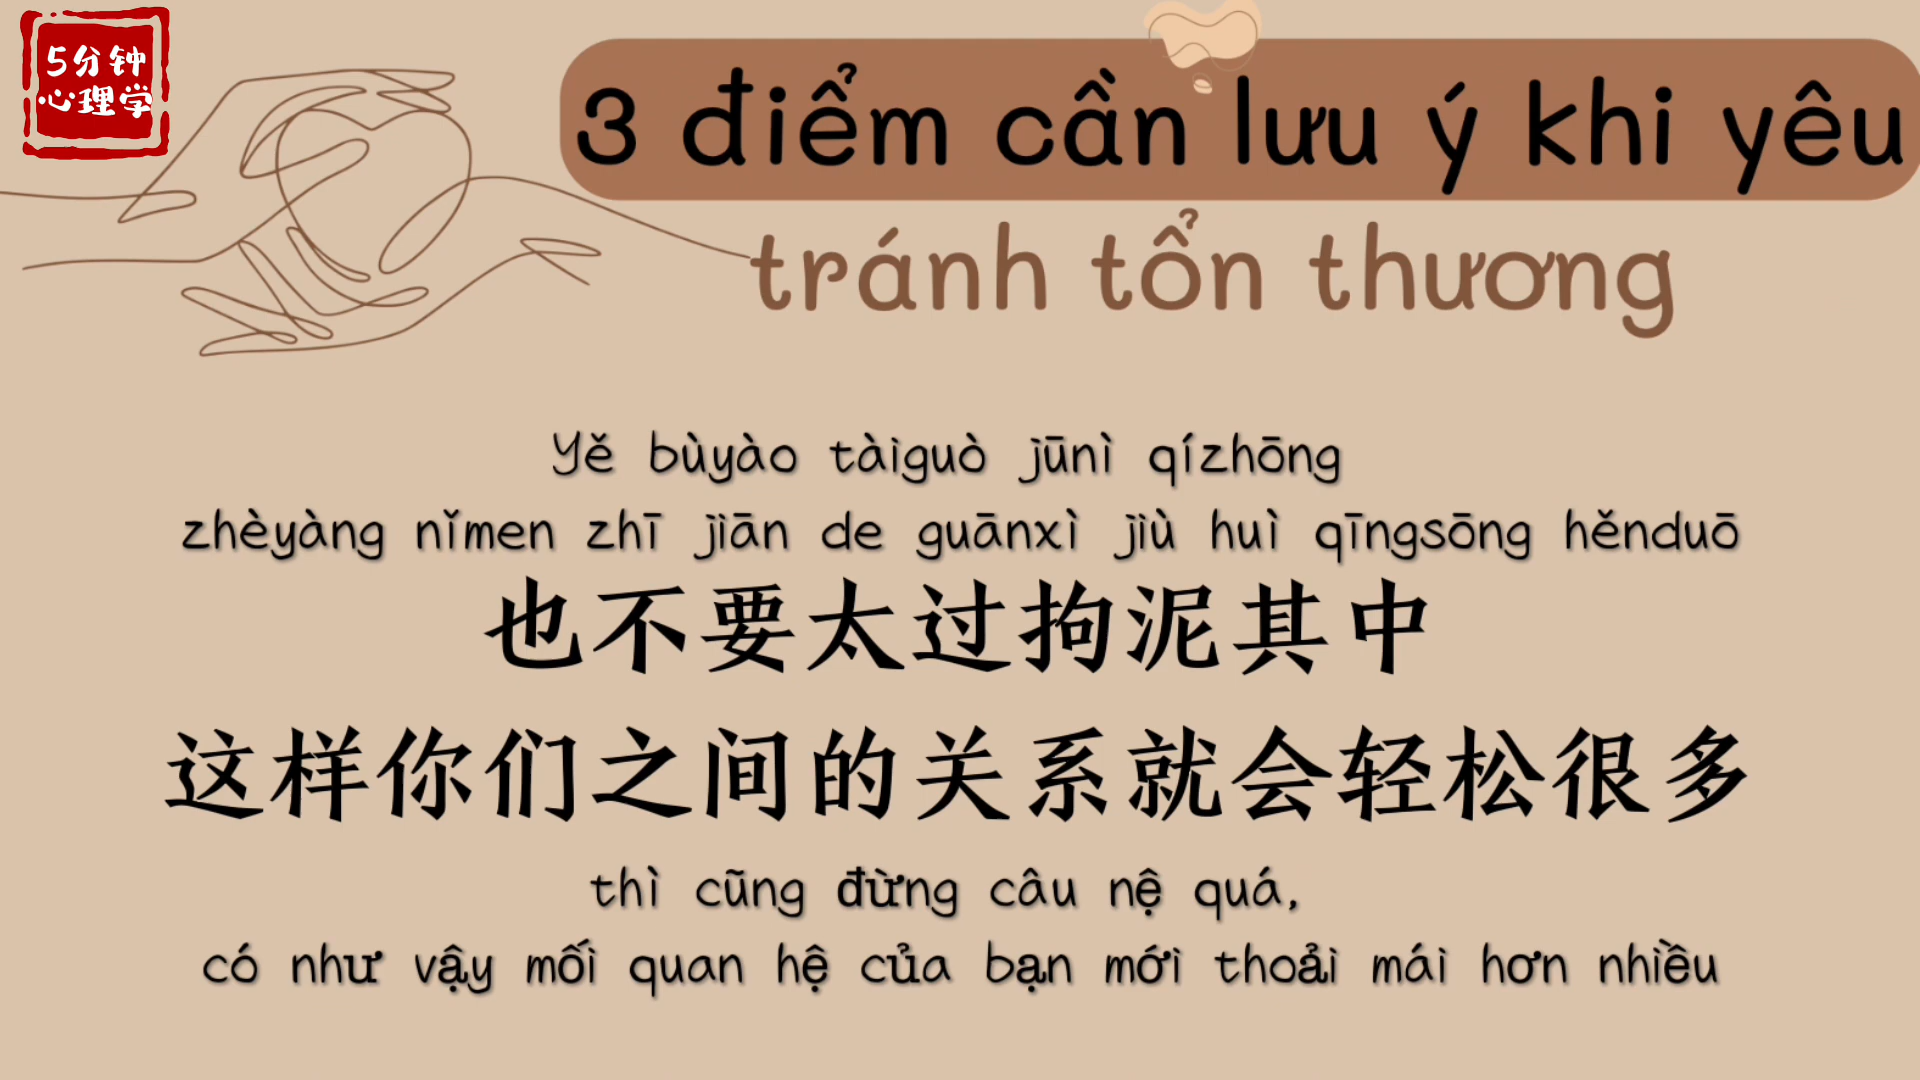 5分钟
心理学
3 điểm cần lưu ý khi yêu
tránh tổn thương
Yě bùyào tàiguò jūnì qízhōng
zhèyàng nǐmen zhī jiān de guānxì jiù huì qīngsōng hěnduō
也不要太过拘泥其中
这样你们之间的关系就会轻松很多
thì cũng đừng câu nệ quá,
có như vậy mối quan hệ của bạn mới thoải mái hơn nhiều